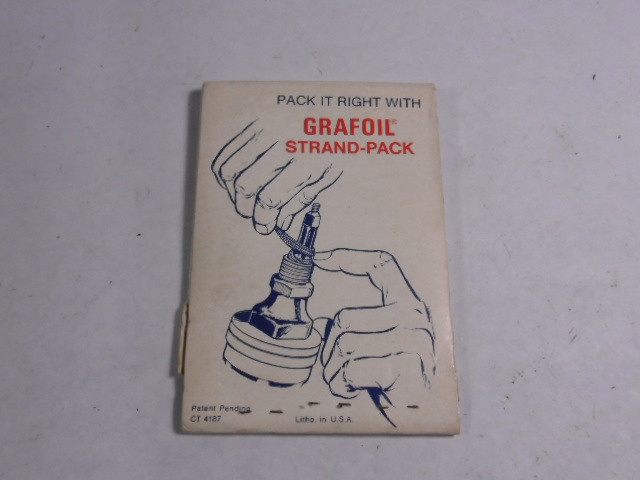 PACK IT RIGHT WITH
GRAFOIL®
STRAND-PACK
Patent Pending
CT 4187 Litho. in U.S.A.